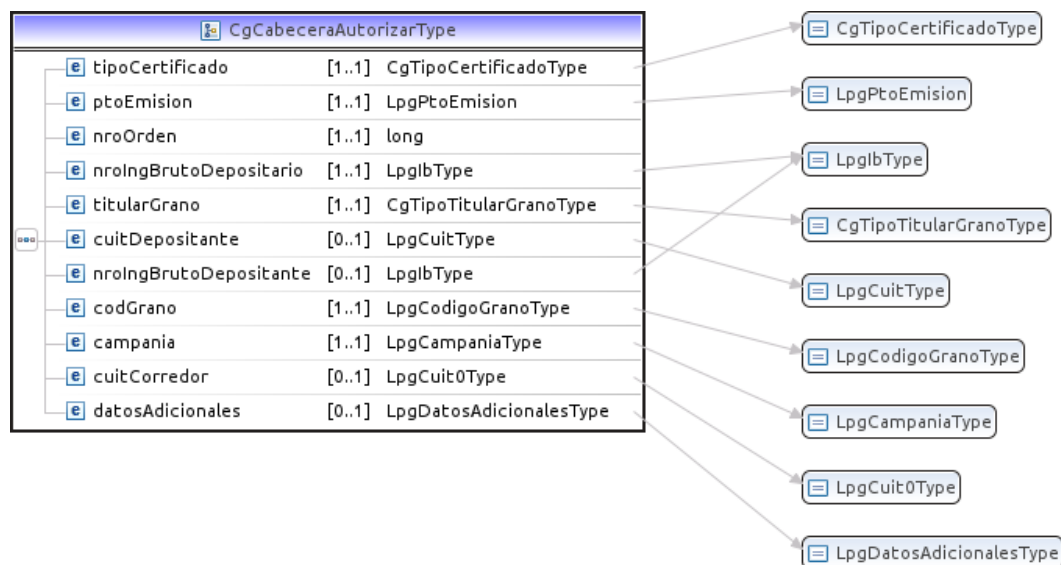 CgCabeceraAutorizarType
e tipoCertificado [1..1] CgTipoCertificadoType
e ptoEmision [1..1] LpgPtoEmision
e nroOrden [1..1] long
e nroIngBrutoDepositario [1..1] LpgIbType
e titularGrano [1..1] CgTipoTitularGranoType
e cuitDepositante [0..1] LpgCuitType
e nroIngBrutoDepositante [0..1] LpgIbType
e codGrano [1..1] LpgCodigoGranoType
e campania [1..1] LpgCampaniaType
e cuitCorredor [0..1] LpgCuit0Type
e datosAdicionales [0..1] LpgDatosAdicionalesType
CgTipoCertificadoType
LpgPtoEmision
LpgIbType
CgTipoTitularGranoType
LpgCuitType
LpgCodigoGranoType
LpgCampaniaType
LpgCuit0Type
LpgDatosAdicionalesType